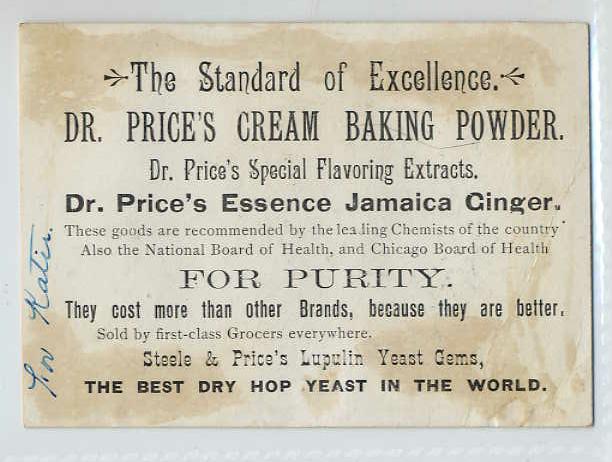 The Standard of Excellence.
DR. PRICE'S CREAM BAKING POWDER.
Dr. Price's Special Flavoring Extracts.
Dr. Price's Essence Jamaica Ginger.
These goods are recommended by the leading Chemists of the country
Also the National Board of Health, and Chicago Board of Health
FOR PURITY.
They cost more than other Brands, because they are better.
Sold by first-class Grocers everywhere.
Steele & Price's Lupulin Yeast Gems,
THE BEST DRY HOP YEAST IN THE WORLD.
For Katie.